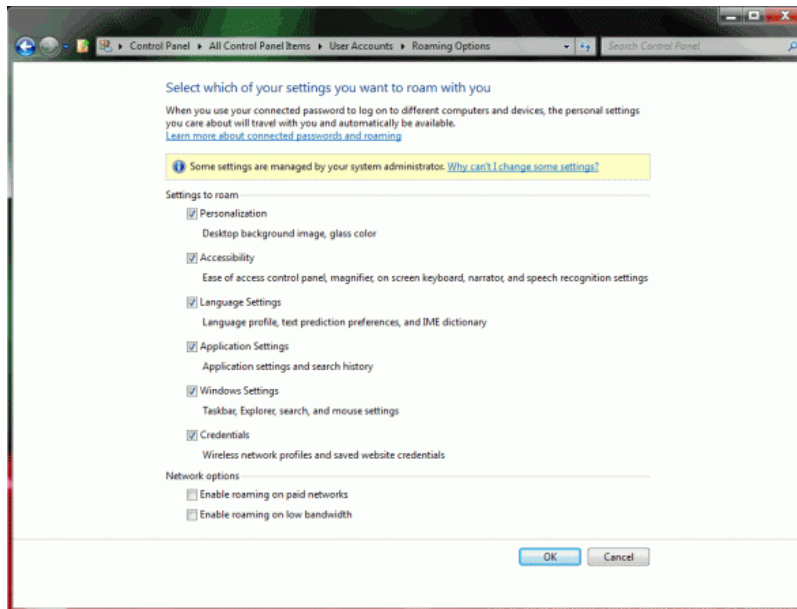 Control Panel ▸ All Control Panel Items ▸ User Accounts ▸ Roaming Options
Search Control Panel
Select which of your settings you want to roam with you
When you use your connected password to log on to different computers and devices, the personal settings
you care about will travel with you and automatically be available.
Learn more about connected passwords and roaming
Some settings are managed by your system administrator. Why can't I change some settings?
Settings to roam
Personalization
Desktop background image, glass color
Accessibility
Ease of access control panel, magnifier, on screen keyboard, narrator, and speech recognition settings
Language Settings
Language profile, text prediction preferences, and IME dictionary
Application Settings
Application settings and search history
Windows Settings
Taskbar, Explorer, search, and mouse settings
Credentials
Wireless network profiles and saved website credentials
Network options
Enable roaming on paid networks
Enable roaming on low bandwidth
OK Cancel